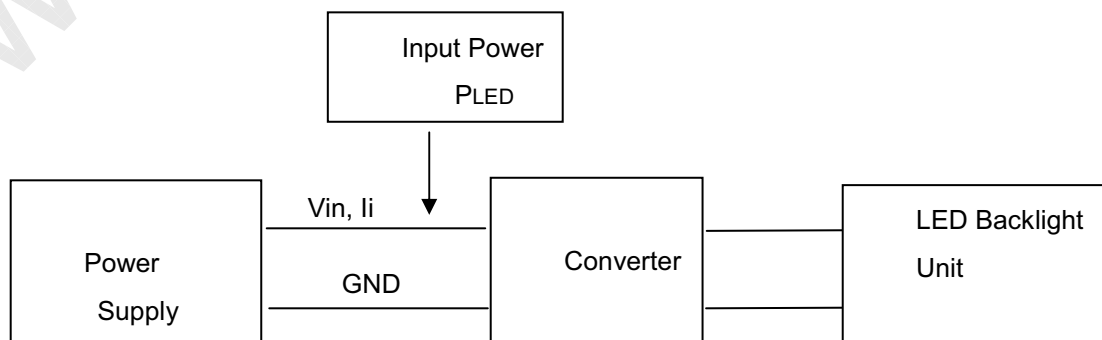 Input Power
PLED
Vin, Ii
GND
Power
Supply
Converter
LED Backlight
Unit